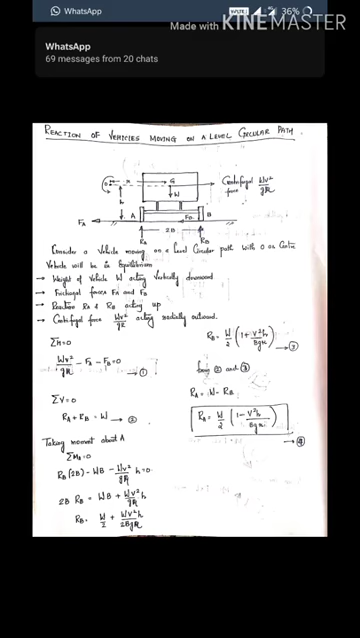 WhatsApp
36%
Made with KINEMASTER
WhatsApp
69 messages from 20 chats
REACTION OF VEHICLES MOVING ON A LEVEL CIRCULAR PATH.
G
Centrifugal force Wv²/gR
W
h
FA
A
FB
B
2B
RA
RB
Consider a Vehicle moving on a level Circular path with O as Centre
Vehicle will be in Equilibrium
→ Weight of Vehicle W acting Vertically downward
→ Frictional forces FA and FB
→ Reaction RA & RB acting up
→ Centrifugal force Wv²/gR acting radially outward.
ΣH=0
Wv²/gR - FA - FB = 0 → ①
ΣV=0
RA + RB = W → ②
Taking moment about A
ΣMA=0
RB(2B) - WB - Wv²/gR h = 0
2B RB = WB + Wv²h/gR
RB = W/2 + Wv²h/2BgR
RB = W/2 (1 + V²h/BgR) → ③
from ② and ③
RA = W - RB
RA = W/2 (1 - V²h/BgR) → ④